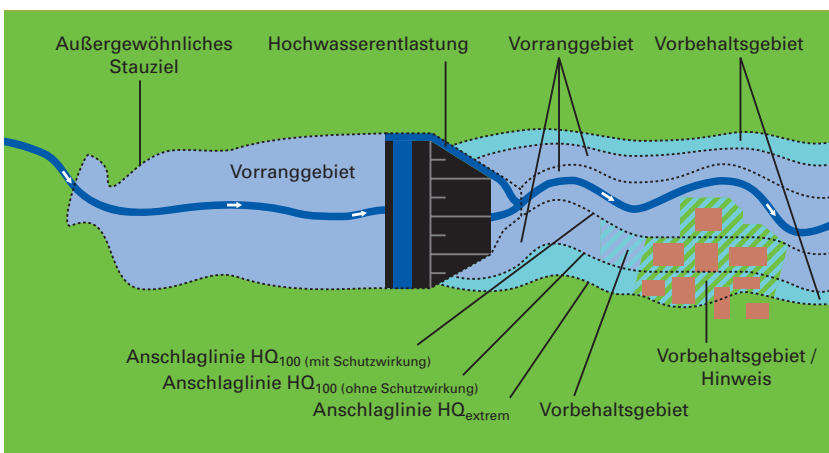 Außergewöhnliches
Stauziel
Hochwasserentlastung
Vorranggebiet
Vorbehaltsgebiet
Vorranggebiet
Anschlaglinie HQ100 (mit Schutzwirkung)
Anschlaglinie HQ100 (ohne Schutzwirkung)
Anschlaglinie HQextrem
Vorbehaltsgebiet
Vorbehaltsgebiet /
Hinweis